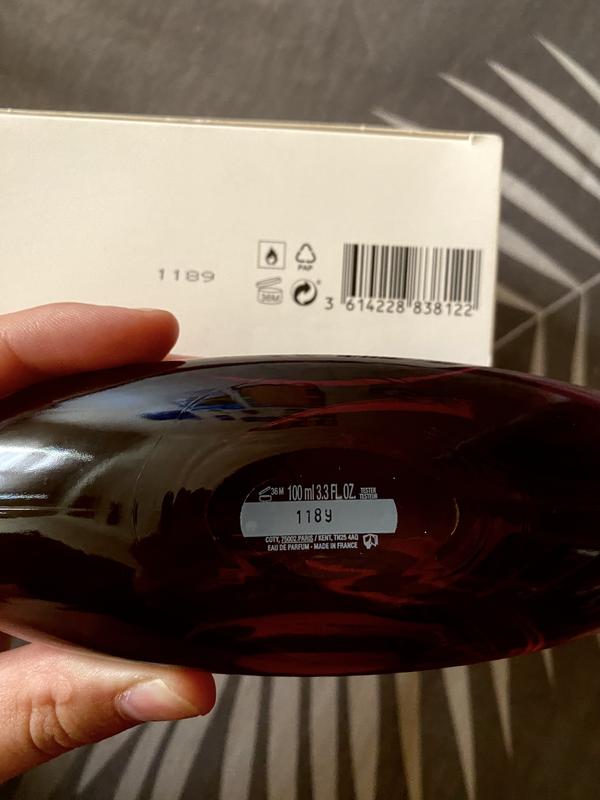 1189
PAP
36M
3 614228 838122
36M 100 ml 3.3 FL.OZ. TESTER TESTEUR
1189
COTY, 75002 PARIS / KENT, TN25 4AQ
EAU DE PARFUM - MADE IN FRANCE